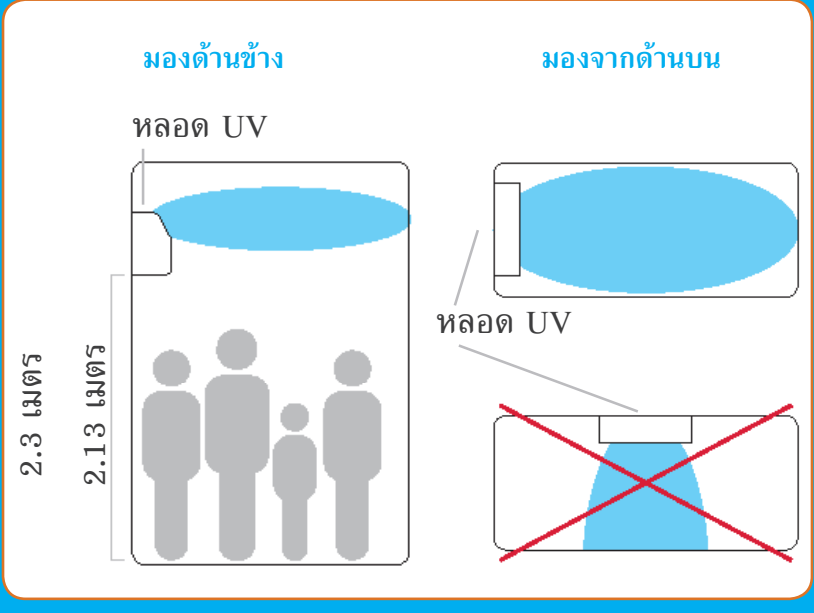 มองด้านข้าง
มองจากด้านบน
หลอด UV
หลอด UV
2.3 เมตร
2.13 เมตร